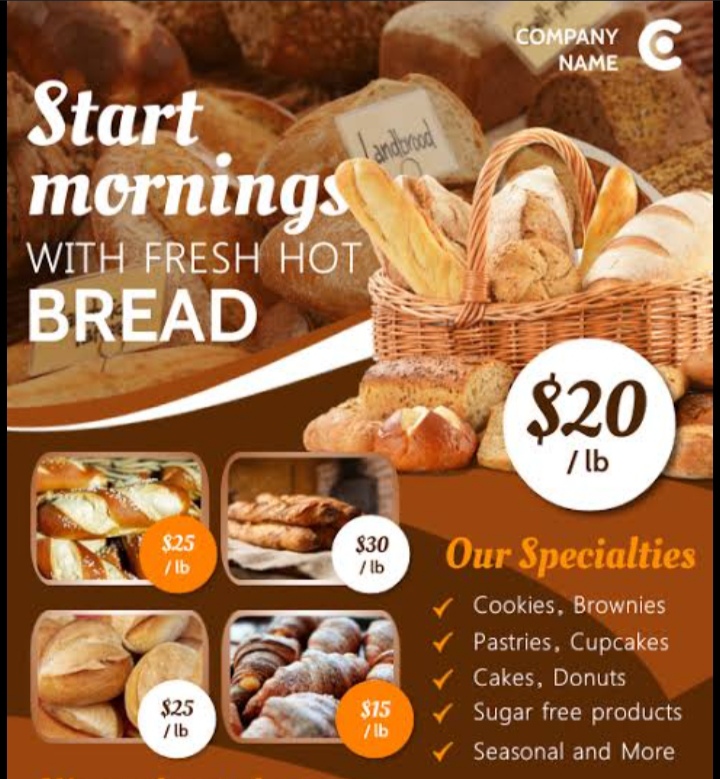 COMPANY
NAME
Start
mornings
WITH FRESH HOT
BREAD
Landbrood
$20
/ lb
$25
/ lb
$30
/ lb
$25
/ lb
$15
/ lb
Our Specialties
Cookies, Brownies
Pastries, Cupcakes
Cakes, Donuts
Sugar free products
Seasonal and More